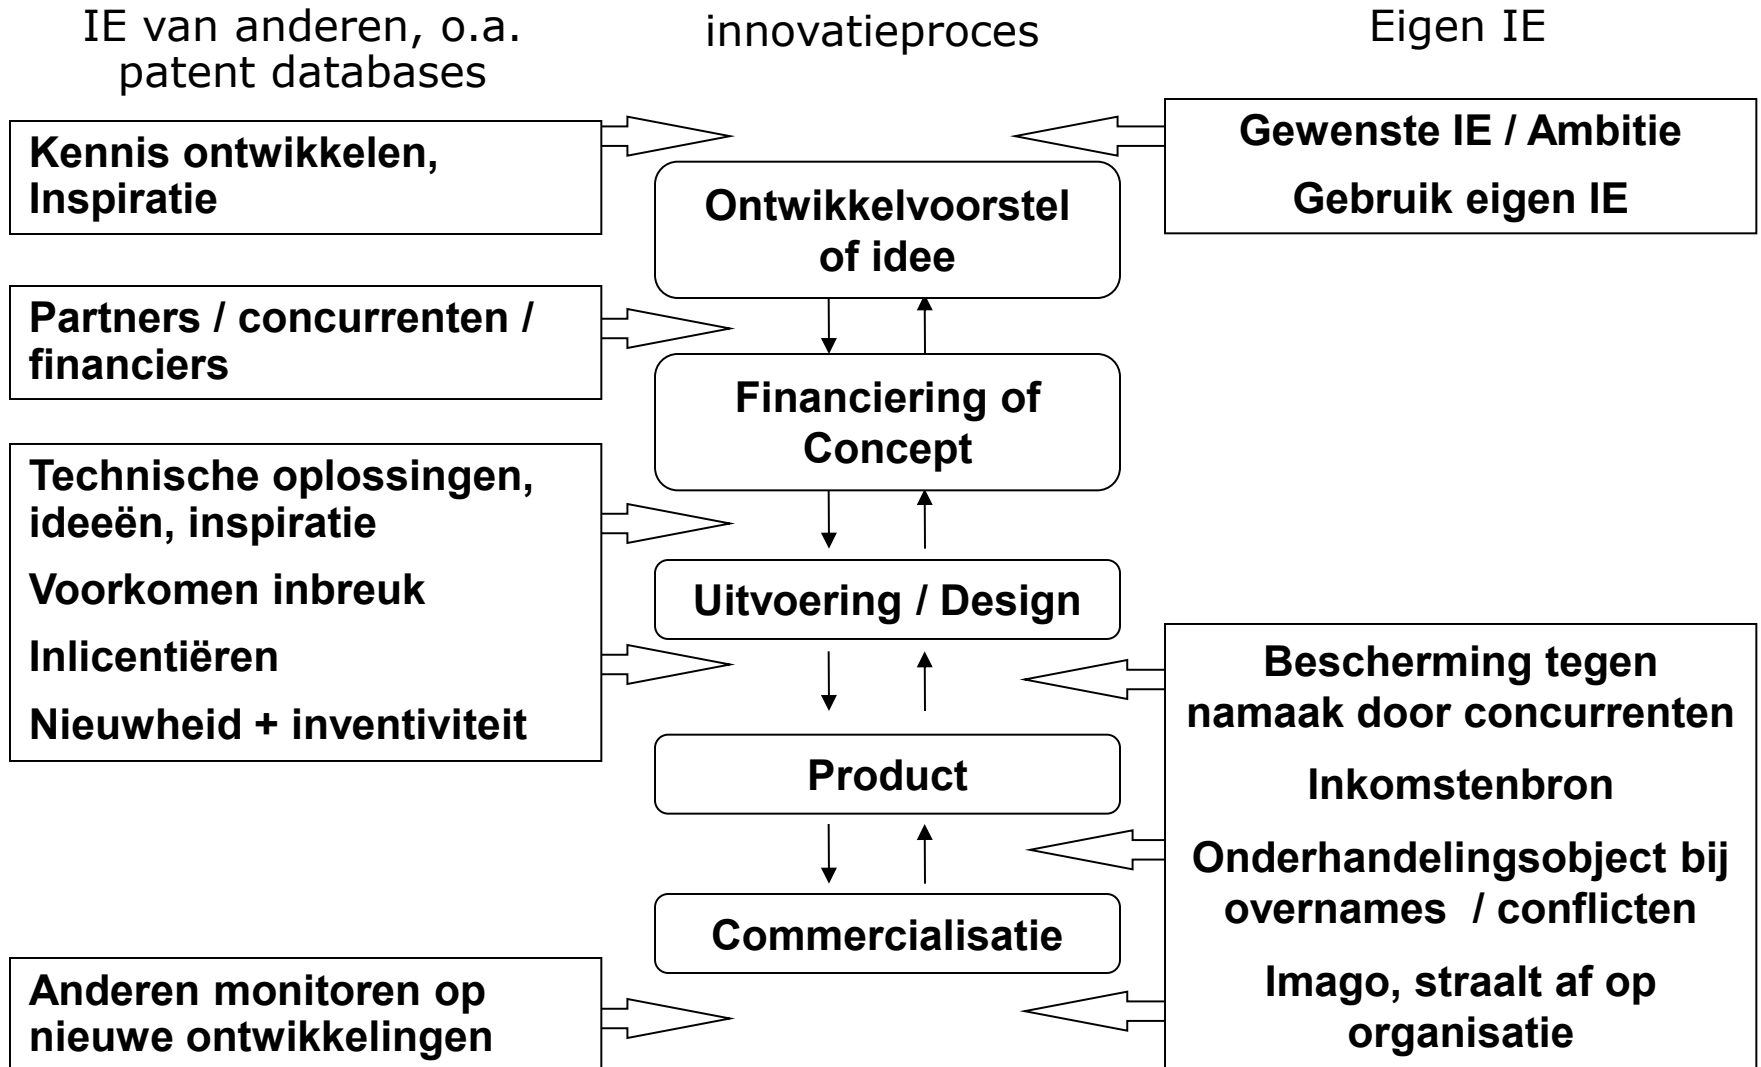 IE van anderen, o.a.
patent databases
innovatieproces
Eigen IE
Kennis ontwikkelen,
Inspiratie
Partners / concurrenten /
financiers
Technische oplossingen,
ideeën, inspiratie
Voorkomen inbreuk
Inlicentiëren
Nieuwheid + inventiviteit
Anderen monitoren op
nieuwe ontwikkelingen
Ontwikkelvoorstel
of idee
Financiering of
Concept
Uitvoering / Design
Product
Commercialisatie
Gewenste IE / Ambitie
Gebruik eigen IE
Bescherming tegen
namaak door concurrenten
Inkomstenbron
Onderhandelingsobject bij
overnames / conflicten
Imago, straalt af op
organisatie